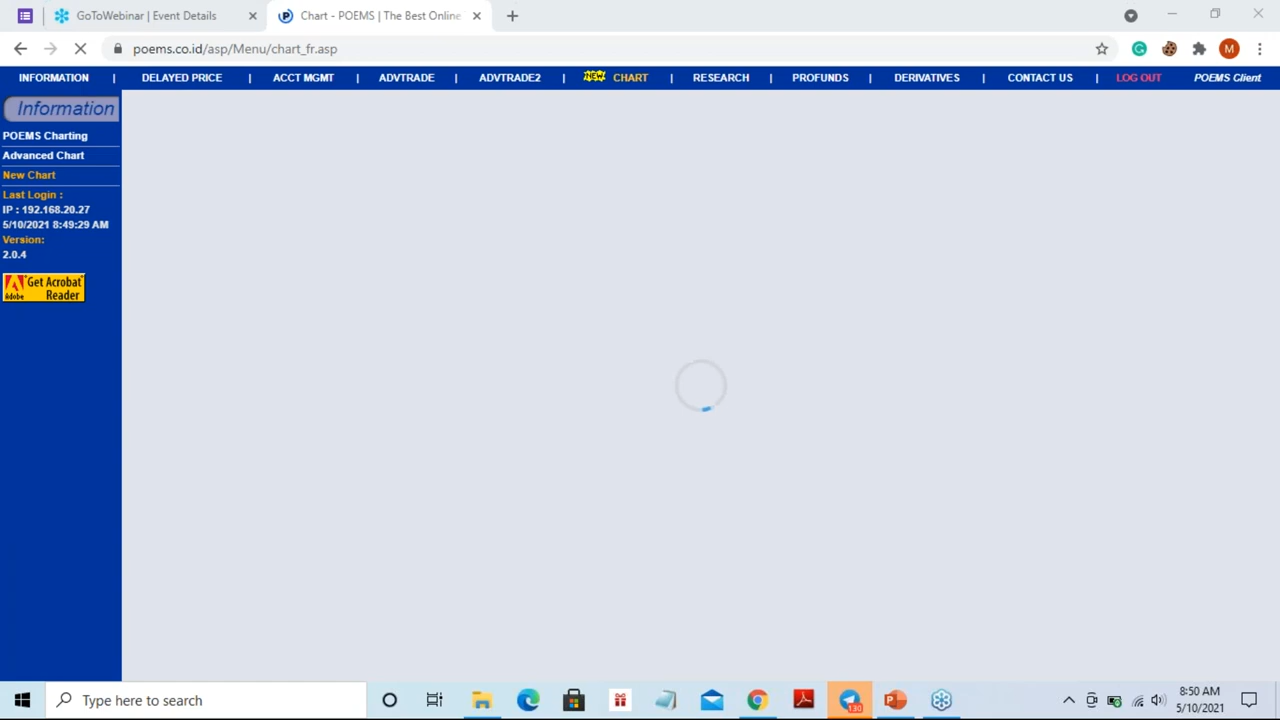 GoToWebinar | Event Details
Chart - POEMS | The Best Online
poems.co.id/asp/Menu/chart_fr.asp
M
INFORMATION | DELAYED PRICE | ACCT MGMT | ADVTRADE | ADVTRADE2 | NEW CHART | RESEARCH | PROFUNDS | DERIVATIVES | CONTACT US | LOG OUT POEMS Client
Information
POEMS Charting
Advanced Chart
New Chart
Last Login :
IP : 192.168.20.27
5/10/2021 8:49:29 AM
Version:
2.0.4
Get Acrobat
Adobe Reader
Type here to search
130
8:50 AM
5/10/2021